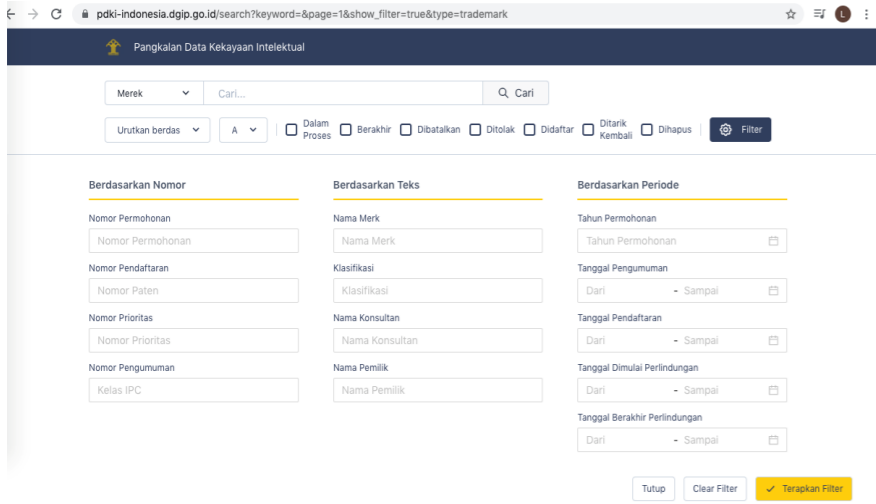 pdki-indonesia.dgip.go.id/search?keyword=&page=1&show_filter=true&type=trademark
L
Pangkalan Data Kekayaan Intelektual
Merek Cari... Cari
Urutkan berdas A Dalam Proses Berakhir Dibatalkan Ditolak Didaftar Ditarik Kembali Dihapus Filter
Berdasarkan Nomor Berdasarkan Teks Berdasarkan Periode
Nomor Permohonan Nama Merk Tahun Permohonan
Nomor Permohonan Nama Merk Tahun Permohonan
Nomor Pendaftaran Klasifikasi Tanggal Pengumuman
Nomor Paten Klasifikasi Dari - Sampai
Nomor Prioritas Nama Konsultan Tanggal Pendaftaran
Nomor Prioritas Nama Konsultan Dari - Sampai
Nomor Pengumuman Nama Pemilik Tanggal Dimulai Perlindungan
Kelas IPC Nama Pemilik Dari - Sampai
Tanggal Berakhir Perlindungan
Dari - Sampai
Tutup Clear Filter Terapkan Filter